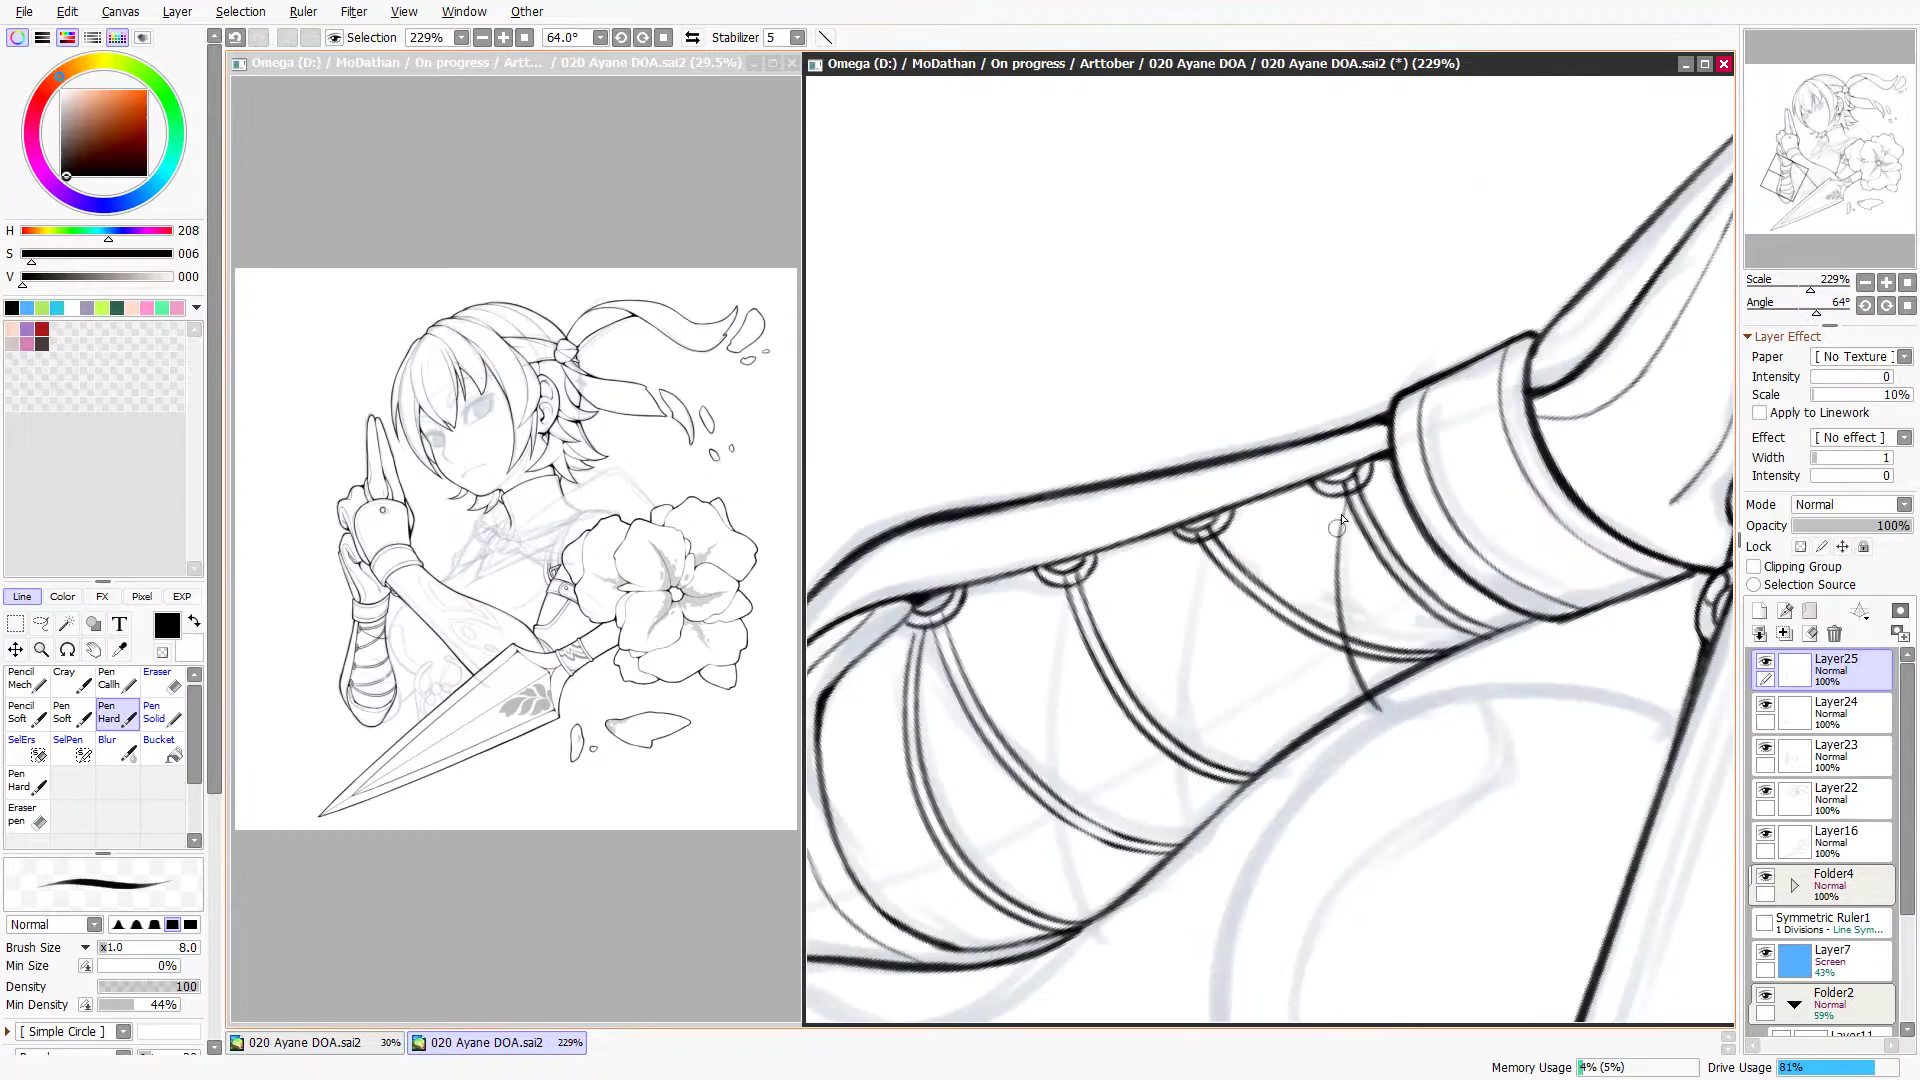 File Edit Canvas Layer Selection Ruler Filter View Window Other
Selection 229% 64.0° Stabilizer 5
Omega (D:) / MoDathan / On progress / Artt... / 020 Ayane DOA.sai2 (29.5%)
Omega (D:) / MoDathan / On progress / Arttober / 020 Ayane DOA / 020 Ayane DOA.sai2 (*) (229%)
H 208
S 006
V 000
Line Color FX Pixel EXP
T
Pencil Mech
Cray
Pen Calih
Eraser
Pen Soft
Pen Soft
Pen Hard
Pen Solid
SelErs
SelPen
Blur
Bucket
Pen Hard
Eraser pen
Normal
Brush Size x1.0 8.0
Min Size 0%
Density 100
Min Density 44%
[ Simple Circle ]
020 Ayane DOA.sai2 30%
020 Ayane DOA.sai2 229%
Scale 229%
Angle 64°
Layer Effect
Paper [ No Texture ]
Intensity 0
Scale 10%
Apply to Linework
Effect [ No effect ]
Width 1
Intensity 0
Mode Normal
Opacity 100%
Lock
Clipping Group
Selection Source
Layer25
Normal
100%
Layer24
Normal
100%
Layer23
Normal
100%
Layer22
Normal
100%
Layer16
Normal
100%
Folder4
Normal
100%
Symmetric Ruler1
1 Divisions - Line Sym...
Layer7
Screen
43%
Folder2
Normal
59%
Layer11
Memory Usage 4% (5%) Drive Usage 81%